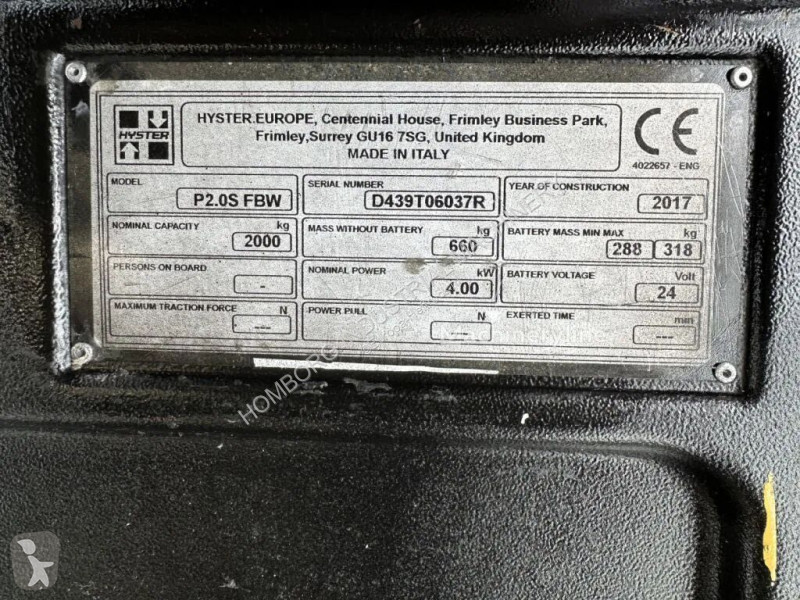 HYSTER
HYSTER.EUROPE, Centennial House, Frimley Business Park,
Frimley,Surrey GU16 7SG, United Kingdom
MADE IN ITALY
CE
4022657 - ENG
MODEL P2.0S FBW
SERIAL NUMBER D439T06037R
YEAR OF CONSTRUCTION 2017
NOMINAL CAPACITY kg 2000
MASS WITHOUT BATTERY kg 660
BATTERY MASS MIN MAX kg 288 318
PERSONS ON BOARD -
NOMINAL POWER kW 4.00
BATTERY VOLTAGE Volt 24
MAXIMUM TRACTION FORCE N ---
POWER PULL N ---
EXERTED TIME min ---